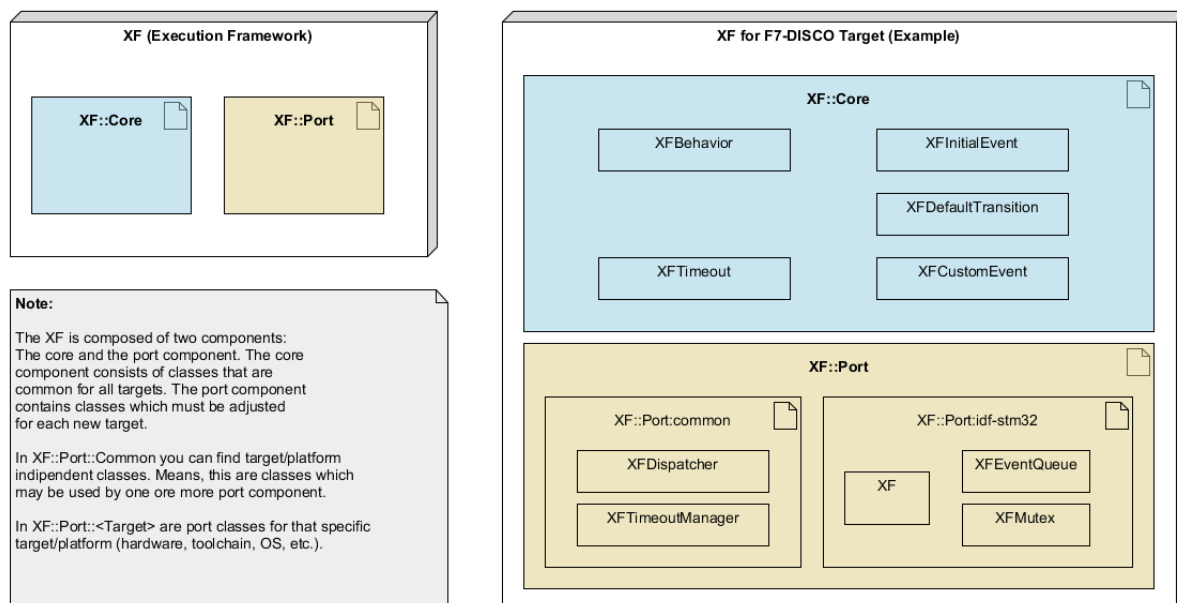 XF (Execution Framework)
XF::Core
XF::Port
Note:
The XF is composed of two components:
The core and the port component. The core
component consists of classes that are
common for all targets. The port component
contains classes which must be adjusted
for each new target.
In XF::Port::Common you can find target/platform
indipendent classes. Means, this are classes which
may be used by one ore more port component.
In XF::Port::<Target> are port classes for that specific
target/platform (hardware, toolchain, OS, etc.).
XF for F7-DISCO Target (Example)
XF::Core
XFBehavior
XFInitialEvent
XFDefaultTransition
XFTimeout
XFCustomEvent
XF::Port
XF::Port:common
XFDispatcher
XFTimeoutManager
XF::Port:idf-stm32
XF
XFEventQueue
XFMutex